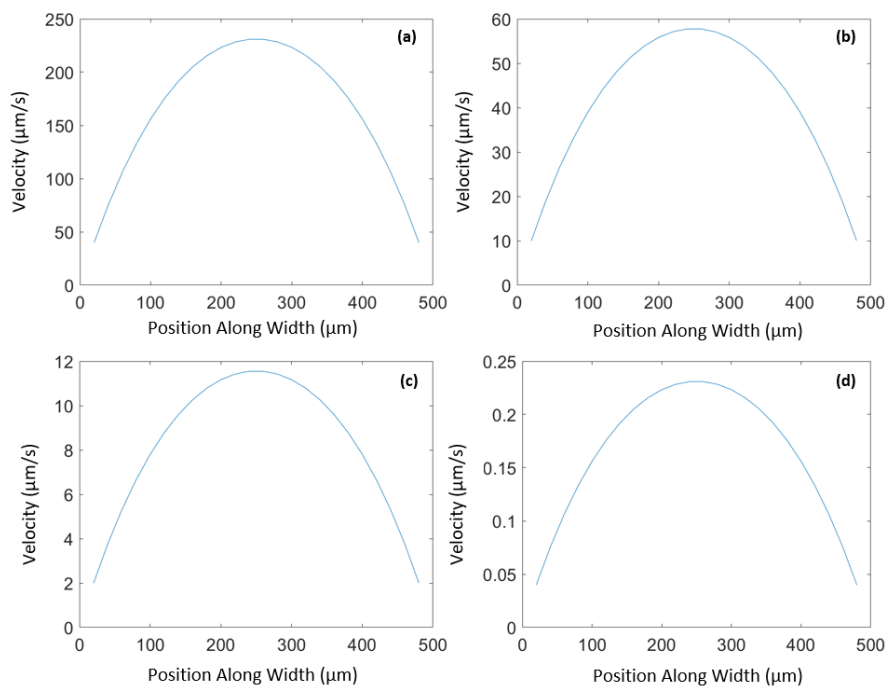 (a)
250
200
150
100
50
0
0 100 200 300 400 500
Velocity (µm/s)
Position Along Width (µm)
(b)
60
50
40
30
20
10
0
0 100 200 300 400 500
Velocity (µm/s)
Position Along Width (µm)
(c)
12
10
8
6
4
2
0
0 100 200 300 400 500
Velocity (µm/s)
Position Along Width (µm)
(d)
0.25
0.2
0.15
0.1
0.05
0
0 100 200 300 400 500
Velocity (µm/s)
Position Along Width (µm)